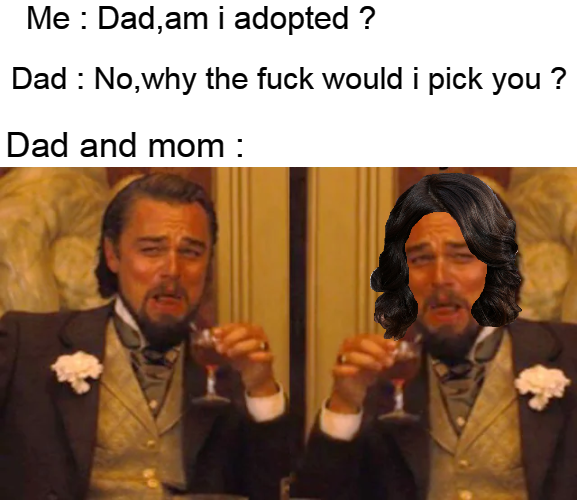 Me : Dad,am i adopted ?
Dad : No,why the fuck would i pick you ?
Dad and mom :